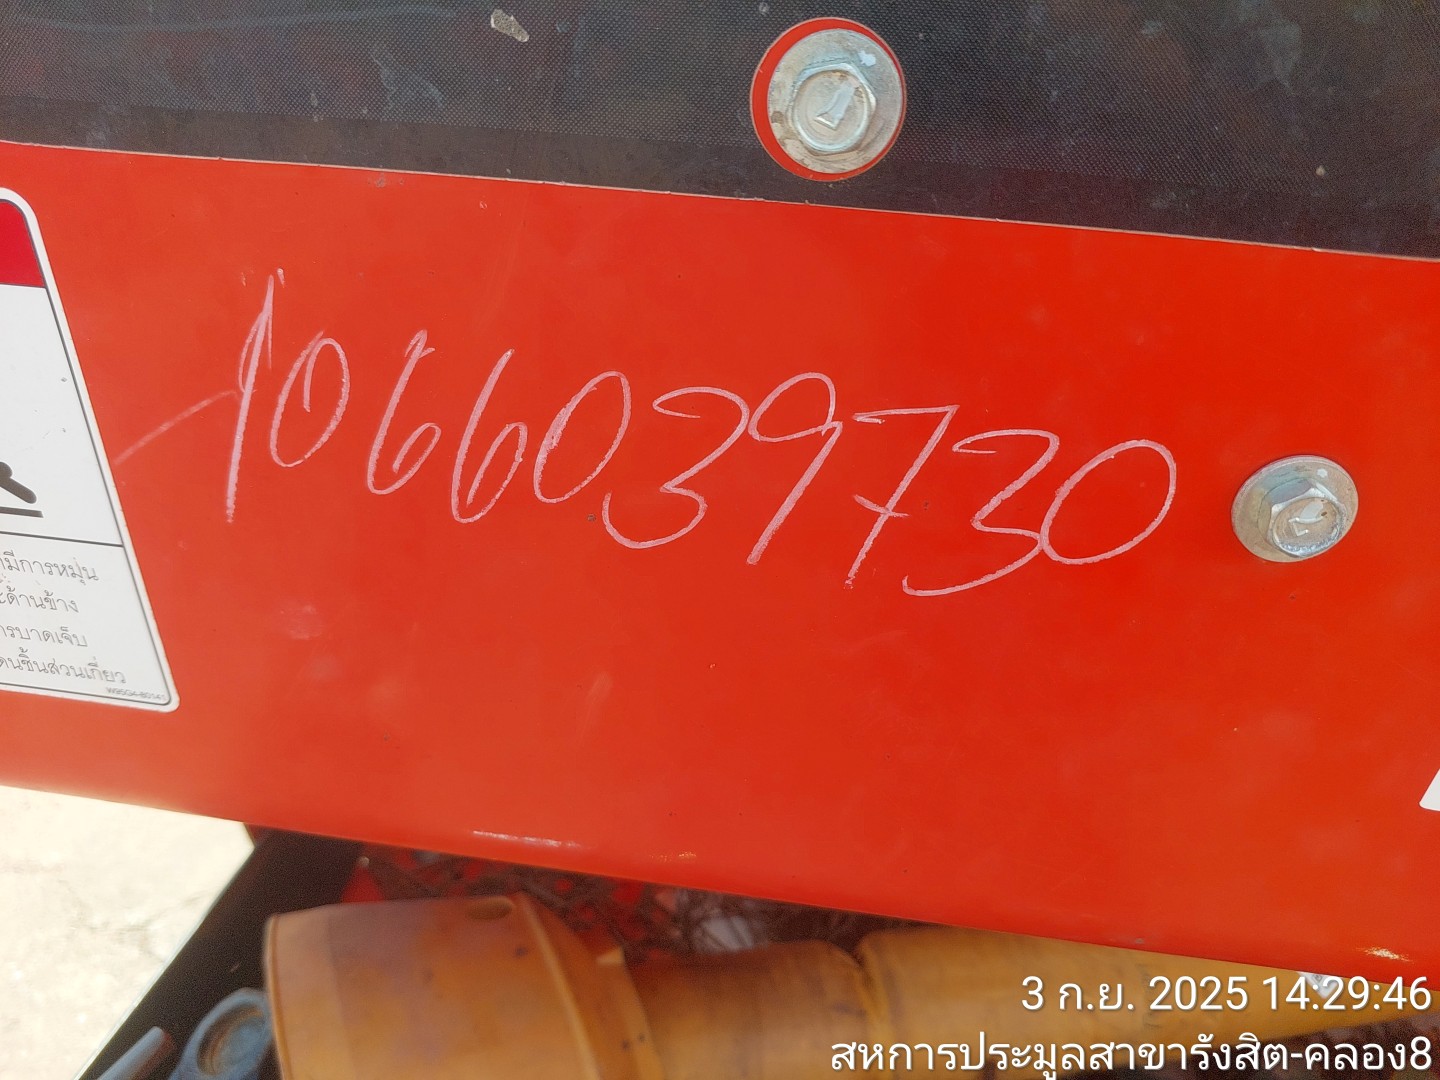 1066039730
มีการหมุ่น
ด้านข้าง
รบาดเจ็บ
ดนชิ้นส่วนเกี่ยว
W95G4-80141
3 ก.ย. 2025 14:29:46
สหการประมูลสาขารังสิต-คลอง8